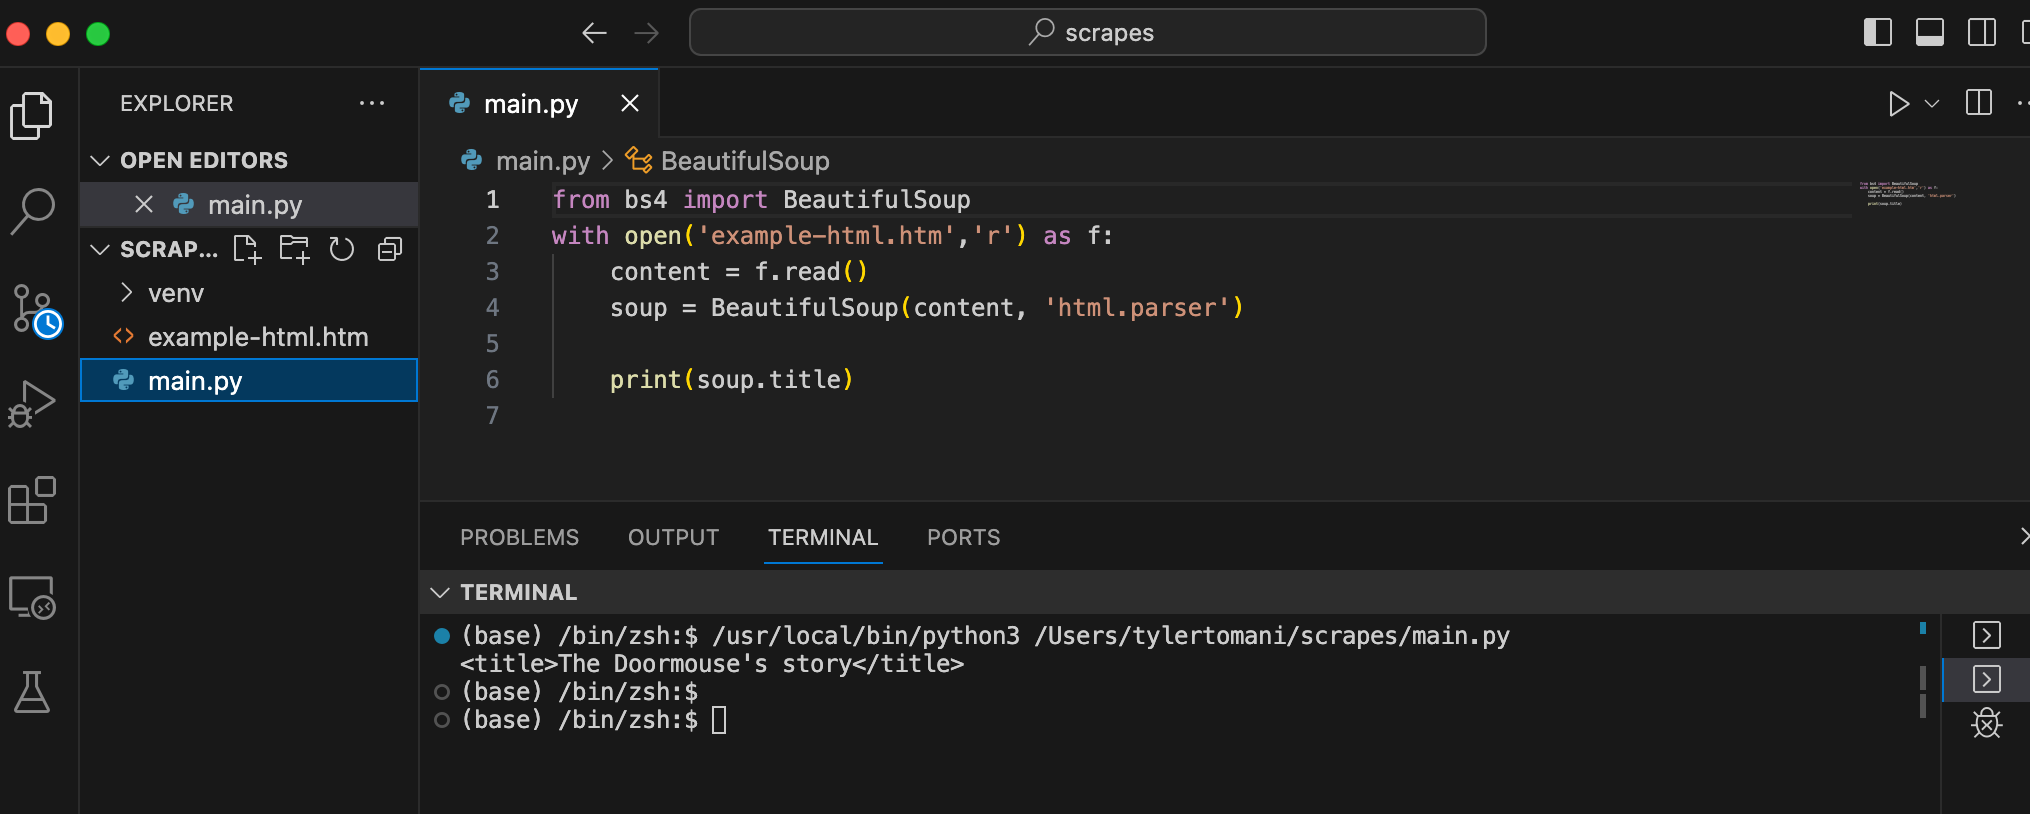 scrapes
EXPLORER
OPEN EDITORS
main.py
SCRAP...
venv
example-html.htm
main.py
main.py
main.py > BeautifulSoup
1 from bs4 import BeautifulSoup
2 with open('example-html.htm','r') as f:
3 content = f.read()
4 soup = BeautifulSoup(content, 'html.parser')
5
6 print(soup.title)
7
PROBLEMS OUTPUT TERMINAL PORTS
TERMINAL
(base) /bin/zsh:$ /usr/local/bin/python3 /Users/tylertomani/scrapes/main.py
<title>The Doormouse's story</title>
(base) /bin/zsh:$
(base) /bin/zsh:$